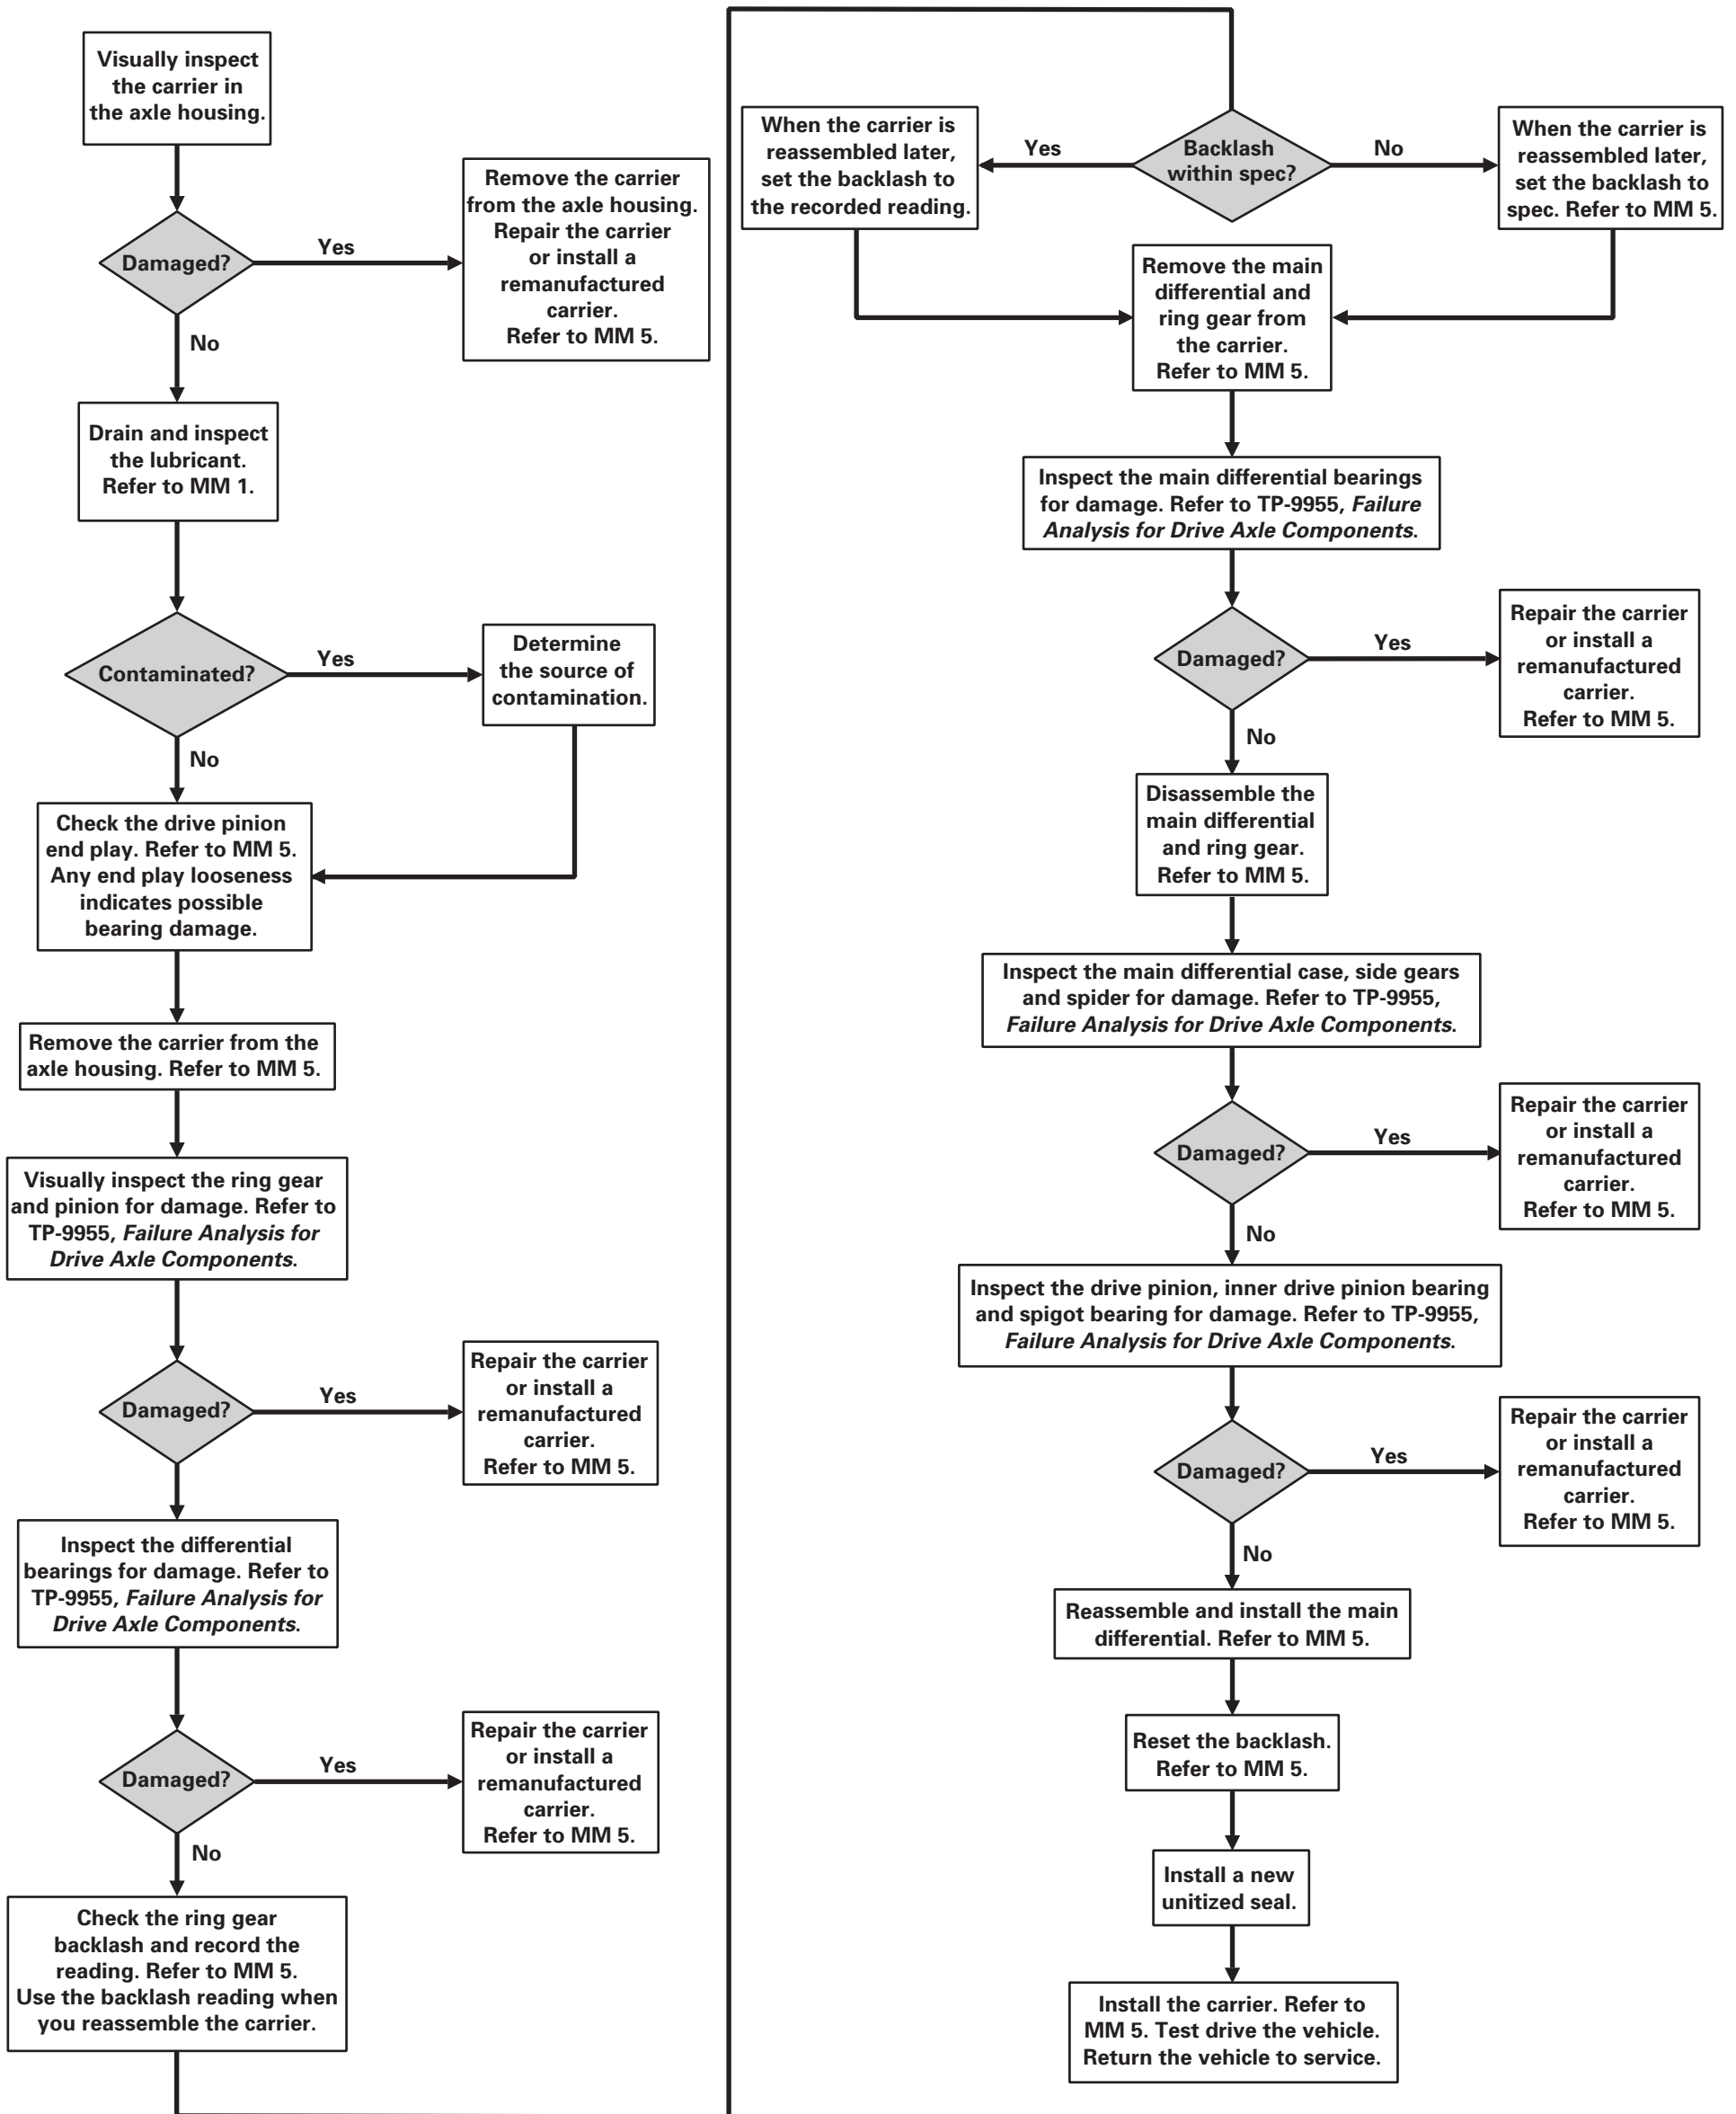 Visually inspect
the carrier in
the axle housing.
Damaged?
Yes
Remove the carrier
from the axle housing.
Repair the carrier
or install a
remanufactured
carrier.
Refer to MM 5.
No
Drain and inspect
the lubricant.
Refer to MM 1.
Contaminated?
Yes
Determine
the source of
contamination.
No
Check the drive pinion
end play. Refer to MM 5.
Any end play looseness
indicates possible
bearing damage.
Remove the carrier from the
axle housing. Refer to MM 5.
Visually inspect the ring gear
and pinion for damage. Refer to
TP-9955, Failure Analysis for
Drive Axle Components.
Damaged?
Yes
Repair the carrier
or install a
remanufactured
carrier.
Refer to MM 5.
Inspect the differential
bearings for damage. Refer to
TP-9955, Failure Analysis for
Drive Axle Components.
Damaged?
Yes
Repair the carrier
or install a
remanufactured
carrier.
Refer to MM 5.
No
Check the ring gear
backlash and record the
reading. Refer to MM 5.
Use the backlash reading when
you reassemble the carrier.
Backlash
within spec?
Yes
When the carrier is
reassembled later,
set the backlash to
the recorded reading.
No
When the carrier is
reassembled later,
set the backlash to
spec. Refer to MM 5.
Remove the main
differential and
ring gear from
the carrier.
Refer to MM 5.
Inspect the main differential bearings
for damage. Refer to TP-9955, Failure
Analysis for Drive Axle Components.
Damaged?
Yes
Repair the carrier
or install a
remanufactured
carrier.
Refer to MM 5.
No
Disassemble the
main differential
and ring gear.
Refer to MM 5.
Inspect the main differential case, side gears
and spider for damage. Refer to TP-9955,
Failure Analysis for Drive Axle Components.
Damaged?
Yes
Repair the carrier
or install a
remanufactured
carrier.
Refer to MM 5.
No
Inspect the drive pinion, inner drive pinion bearing
and spigot bearing for damage. Refer to TP-9955,
Failure Analysis for Drive Axle Components.
Damaged?
Yes
Repair the carrier
or install a
remanufactured
carrier.
Refer to MM 5.
No
Reassemble and install the main
differential. Refer to MM 5.
Reset the backlash.
Refer to MM 5.
Install a new
unitized seal.
Install the carrier. Refer to
MM 5. Test drive the vehicle.
Return the vehicle to service.